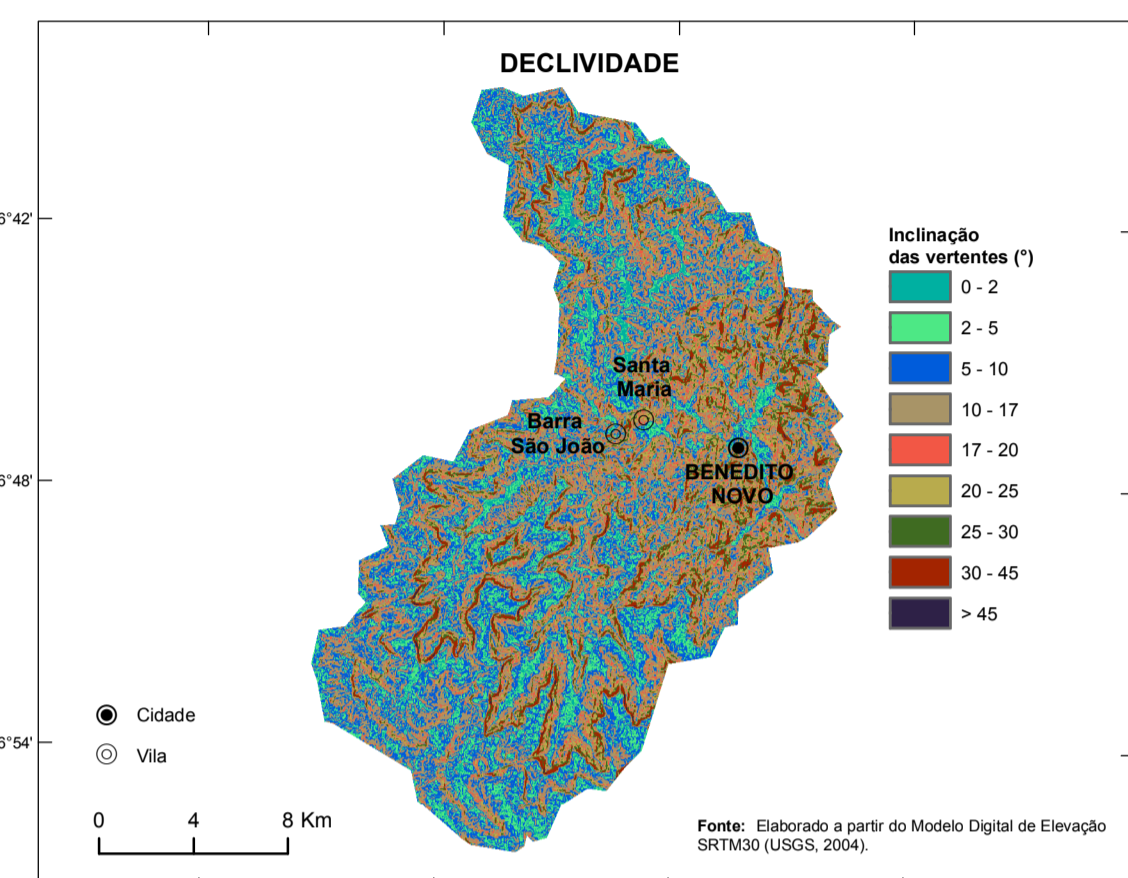 DECLIVIDADE
6°42'
6°48'
6°54'
Santa
Maria
Barra
São João
BENEDITO
NOVO
Inclinação
das vertentes (°)
0 - 2
2 - 5
5 - 10
10 - 17
17 - 20
20 - 25
25 - 30
30 - 45
> 45
Cidade
Vila
0 4 8 Km
Fonte: Elaborado a partir do Modelo Digital de Elevação
SRTM30 (USGS, 2004).